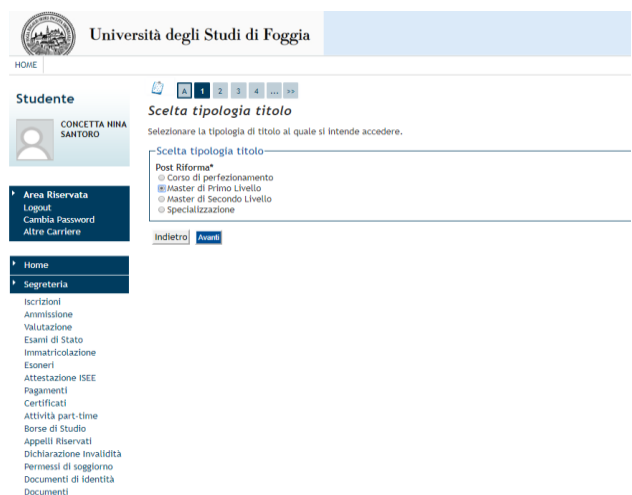 Università degli Studi di Foggia
HOME
Studente
CONCETTA NINA
SANTORO
Area Riservata
Logout
Cambia Password
Altre Carriere
Home
Segreteria
Iscrizioni
Ammissione
Valutazione
Esami di Stato
Immatricolazione
Esoneri
Attestazione ISEE
Pagamenti
Certificati
Attività part-time
Borse di Studio
Appelli Riservati
Dichiarazione Invalidità
Permessi di soggiorno
Documenti di identità
Documenti
A 1 2 3 4 ... >>
Scelta tipologia titolo
Selezionare la tipologia di titolo al quale si intende accedere.
Scelta tipologia titolo
Post Riforma*
Corso di perfezionamento
Master di Primo Livello
Master di Secondo Livello
Specializzazione
Indietro Avanti